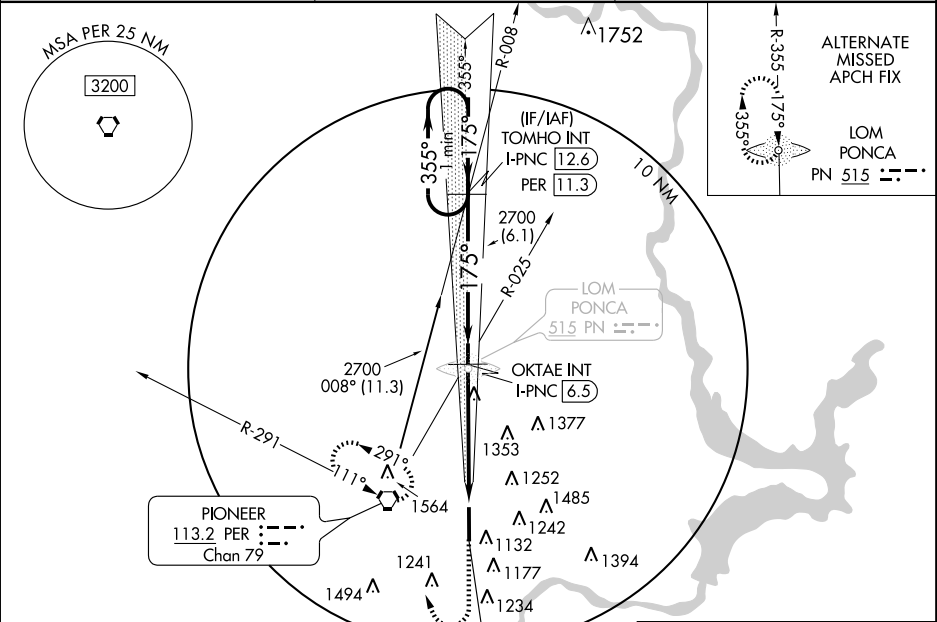 MSA PER 25 NM
3200
R-008
1752
355°
175°
355°
1 min
(IF/IAF)
TOMHO INT
I-PNC 12.6
PER 11.3
10 NM
R-355
175°
355°
ALTERNATE
MISSED
APCH FIX
LOM
PONCA
PN 515
2700
(6.1)
175°
R-025
LOM
PONCA
515 PN
2700
008° (11.3)
OKTAE INT
I-PNC 6.5
R-291
291°
111°
1564
1377
1353
1252
1485
1242
1132
1394
1177
1234
1241
1494
PIONEER
113.2 PER
Chan 79